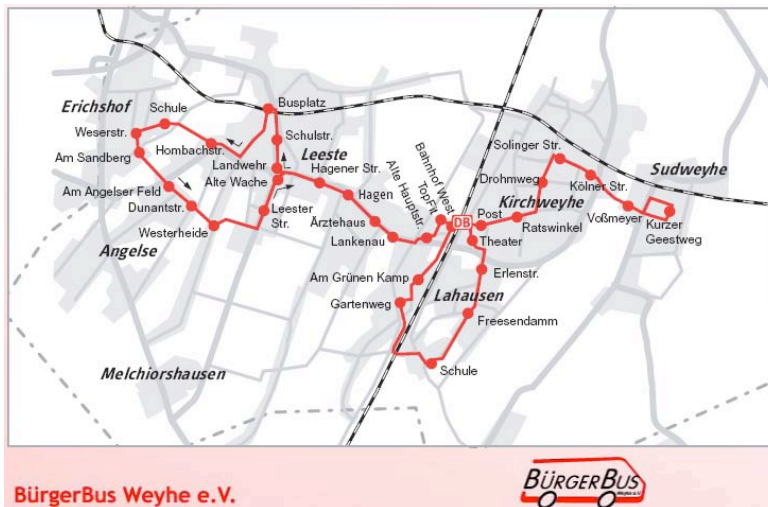 Erichshof
Schule
Busplatz
Weserstr.
Hombachstr.
Schulstr.
Am Sandberg
Landwehr
Leeste
Alte Wache
Hagener Str.
Am Angelser Feld
Dunantstr.
Leester
Str.
Hagen
Westerheide
Ärztehaus
Angelse
Lankenau
Alte Hauptstr.
TopFit
Bahnhof West
DB
Solinger Str.
Sudweyhe
Drohmweg
Kölner Str.
Kirchweyhe
Post
Ratswinkel
Voßmeyer
Kurzer
Geestweg
Theater
Am Grünen Kamp
Erlenstr.
Gartenweg
Lahausen
Freesendamm
Schule
Melchiorshausen
BürgerBus Weyhe e.V.
BÜRGERBUS
Weyhe e.V.